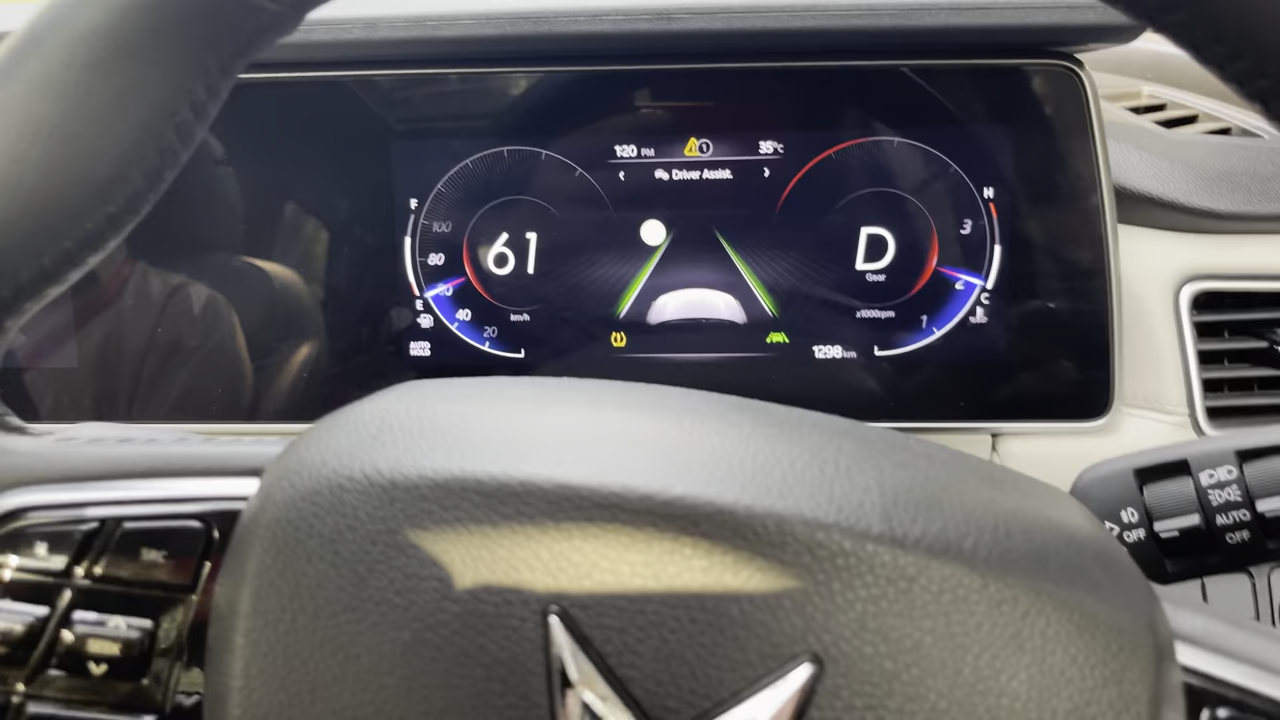 1:20 PM 1 35°C
‹ Driver Assist. ›
F
H
100
80
60
40
20
E
61
km/h
D
Gear
x1000rpm
3
2
1
C
AUTO
HOLD
1298 km
OFF
AUTO
OFF